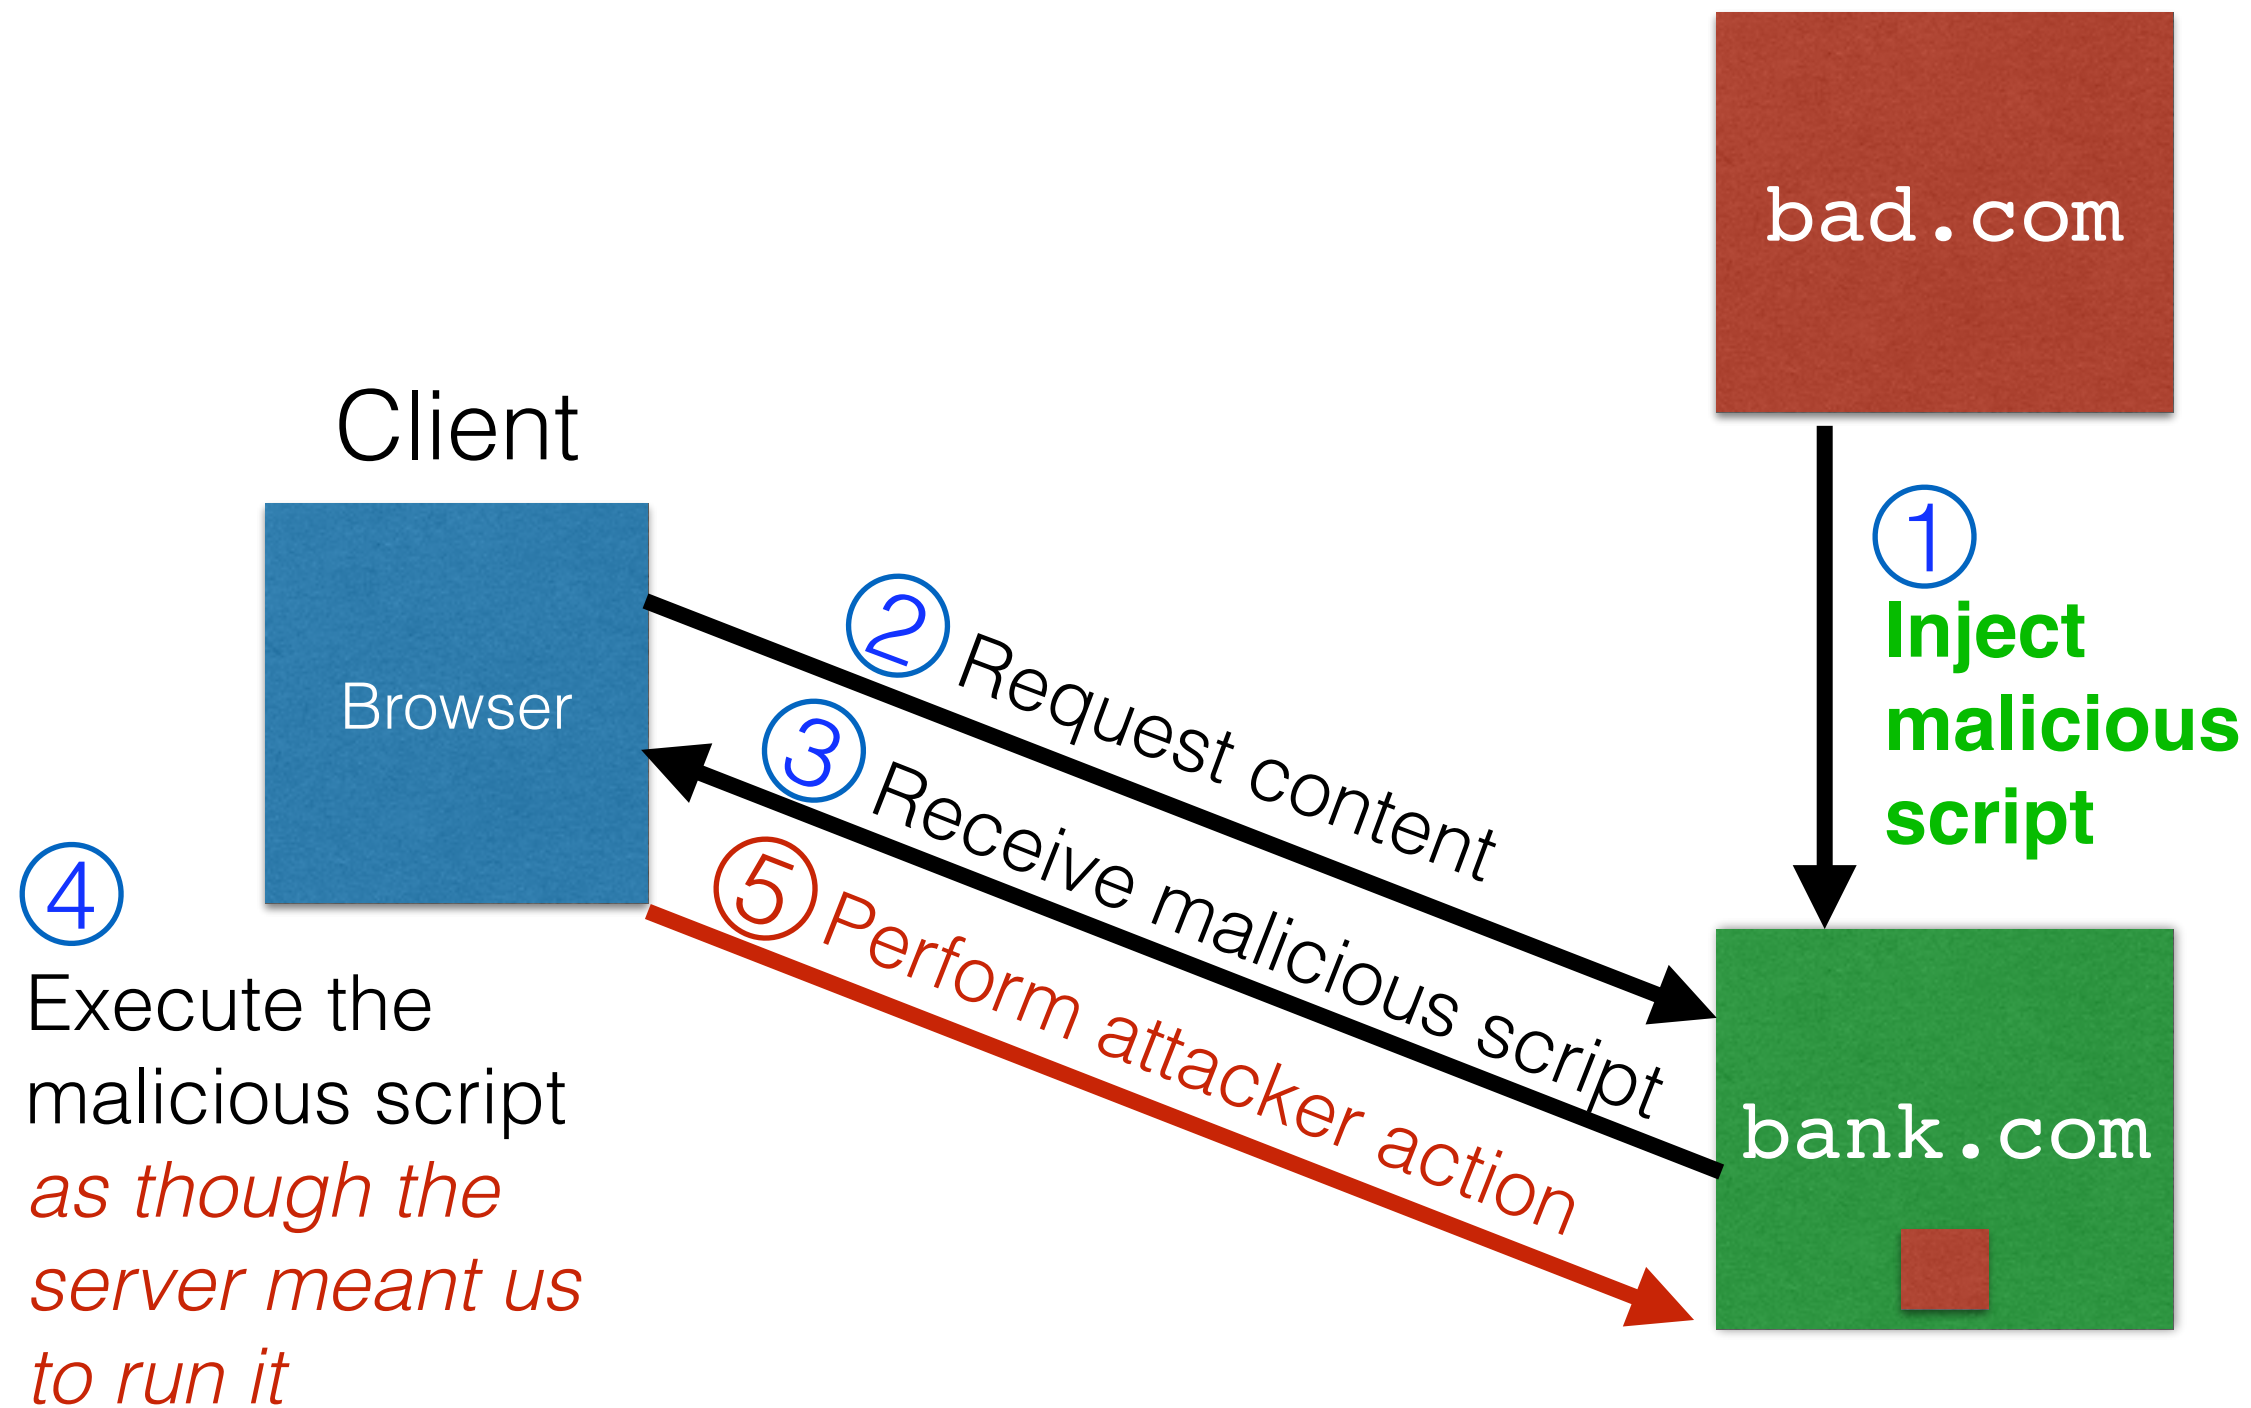 bad.com
Client
Browser
1
Inject
malicious
script
2 Request content
3 Receive malicious script
5 Perform attacker action
4
Execute the
malicious script
as though the
server meant us
to run it
bank.com